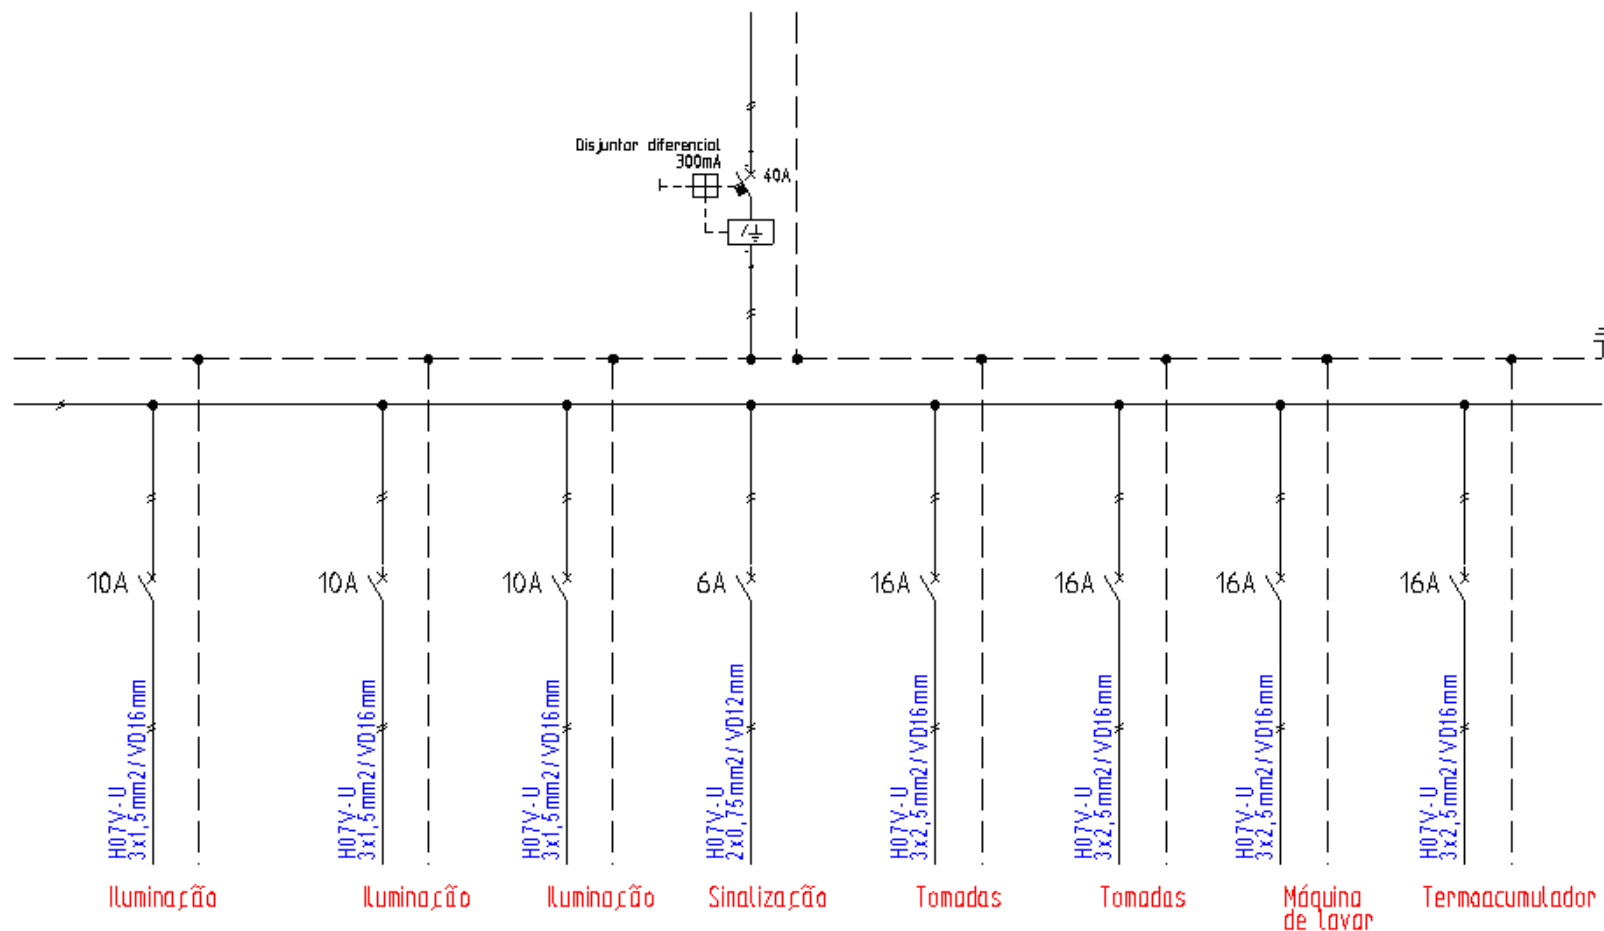 Disjuntor diferencial
300mA
40A
10A
10A
10A
6A
16A
16A
16A
16A
H07V-U
3x1,5mm2/VD16mm
H07V-U
3x1,5mm2/VD16mm
H07V-U
3x1,5mm2/VD16mm
H07V-U
2x0,75mm2/VD12mm
H07V-U
3x2,5mm2/VD16mm
H07V-U
3x2,5mm2/VD16mm
H07V-U
3x2,5mm2/VD16mm
H07V-U
3x2,5mm2/VD16mm
Iluminação
Iluminação
Iluminação
Sinalização
Tomadas
Tomadas
Máquina
de lavar
Termoacumulador